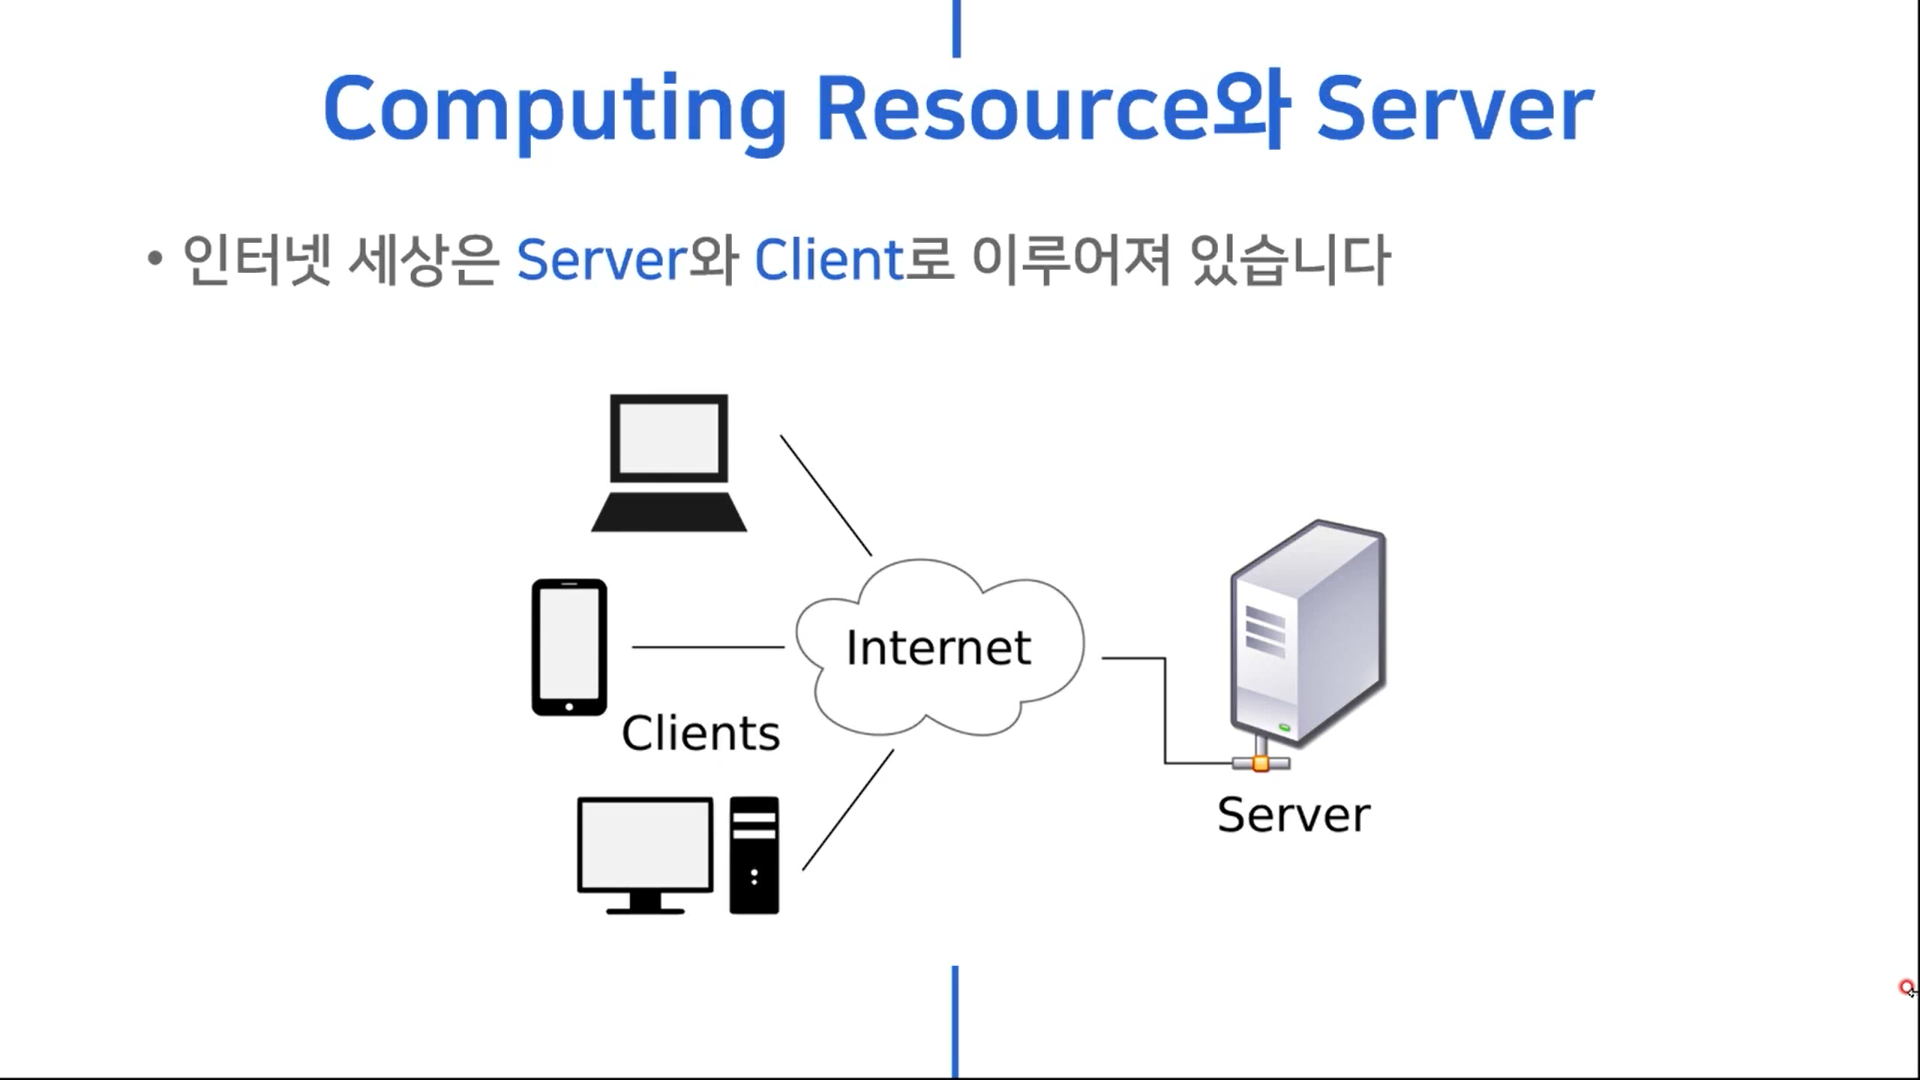 Computing Resource와 Server
• 인터넷 세상은 Server와 Client로 이루어져 있습니다
Internet
Clients
Server